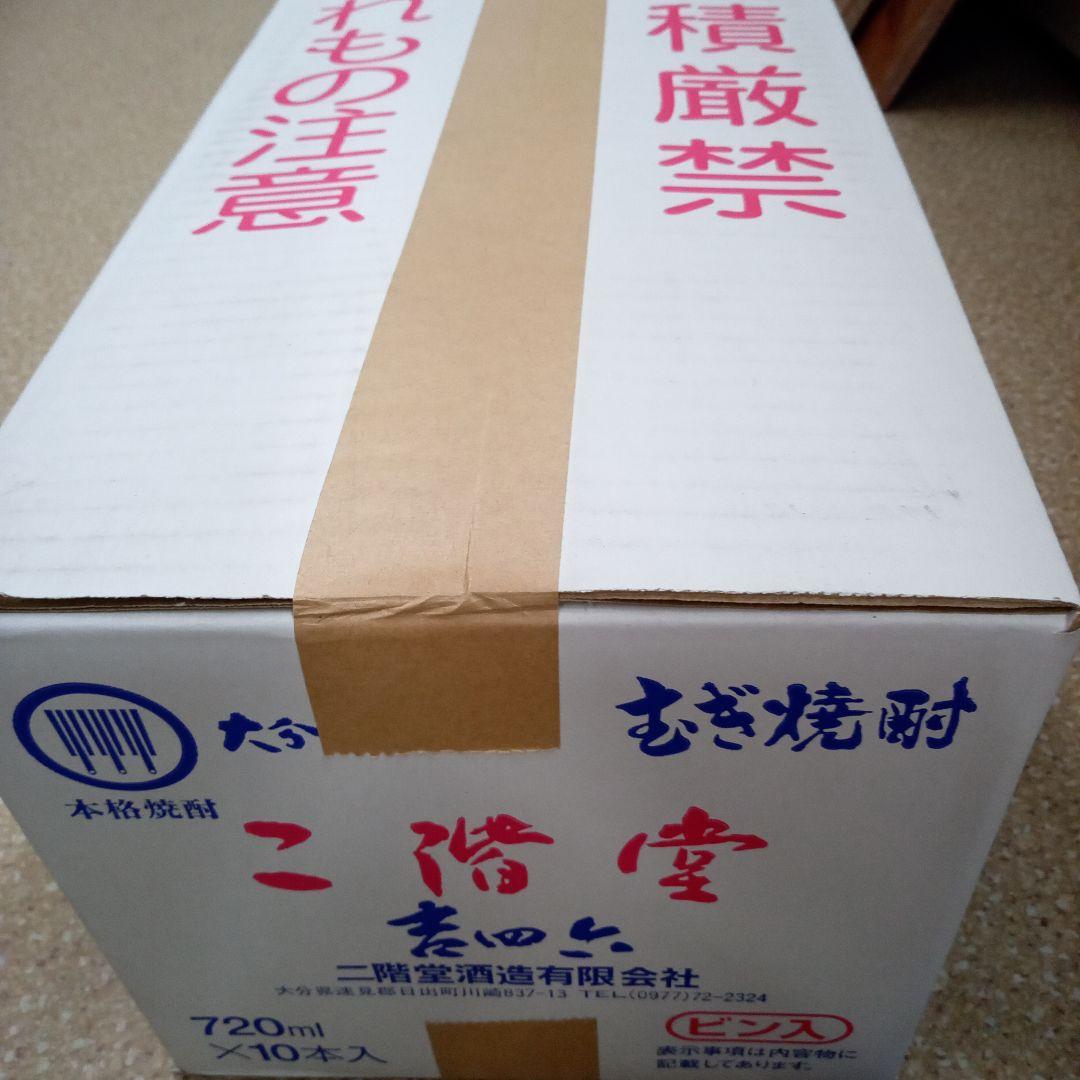 れもの注意
積厳禁
大分
むぎ焼酎
本格焼酎
二階堂
吉四六
二階堂酒造有限会社
大分県速見郡日出町川崎837-13 TEL(0977)72-2324
720ml
×10本入
ビン入
表示事項は内容物に
記載してあります。